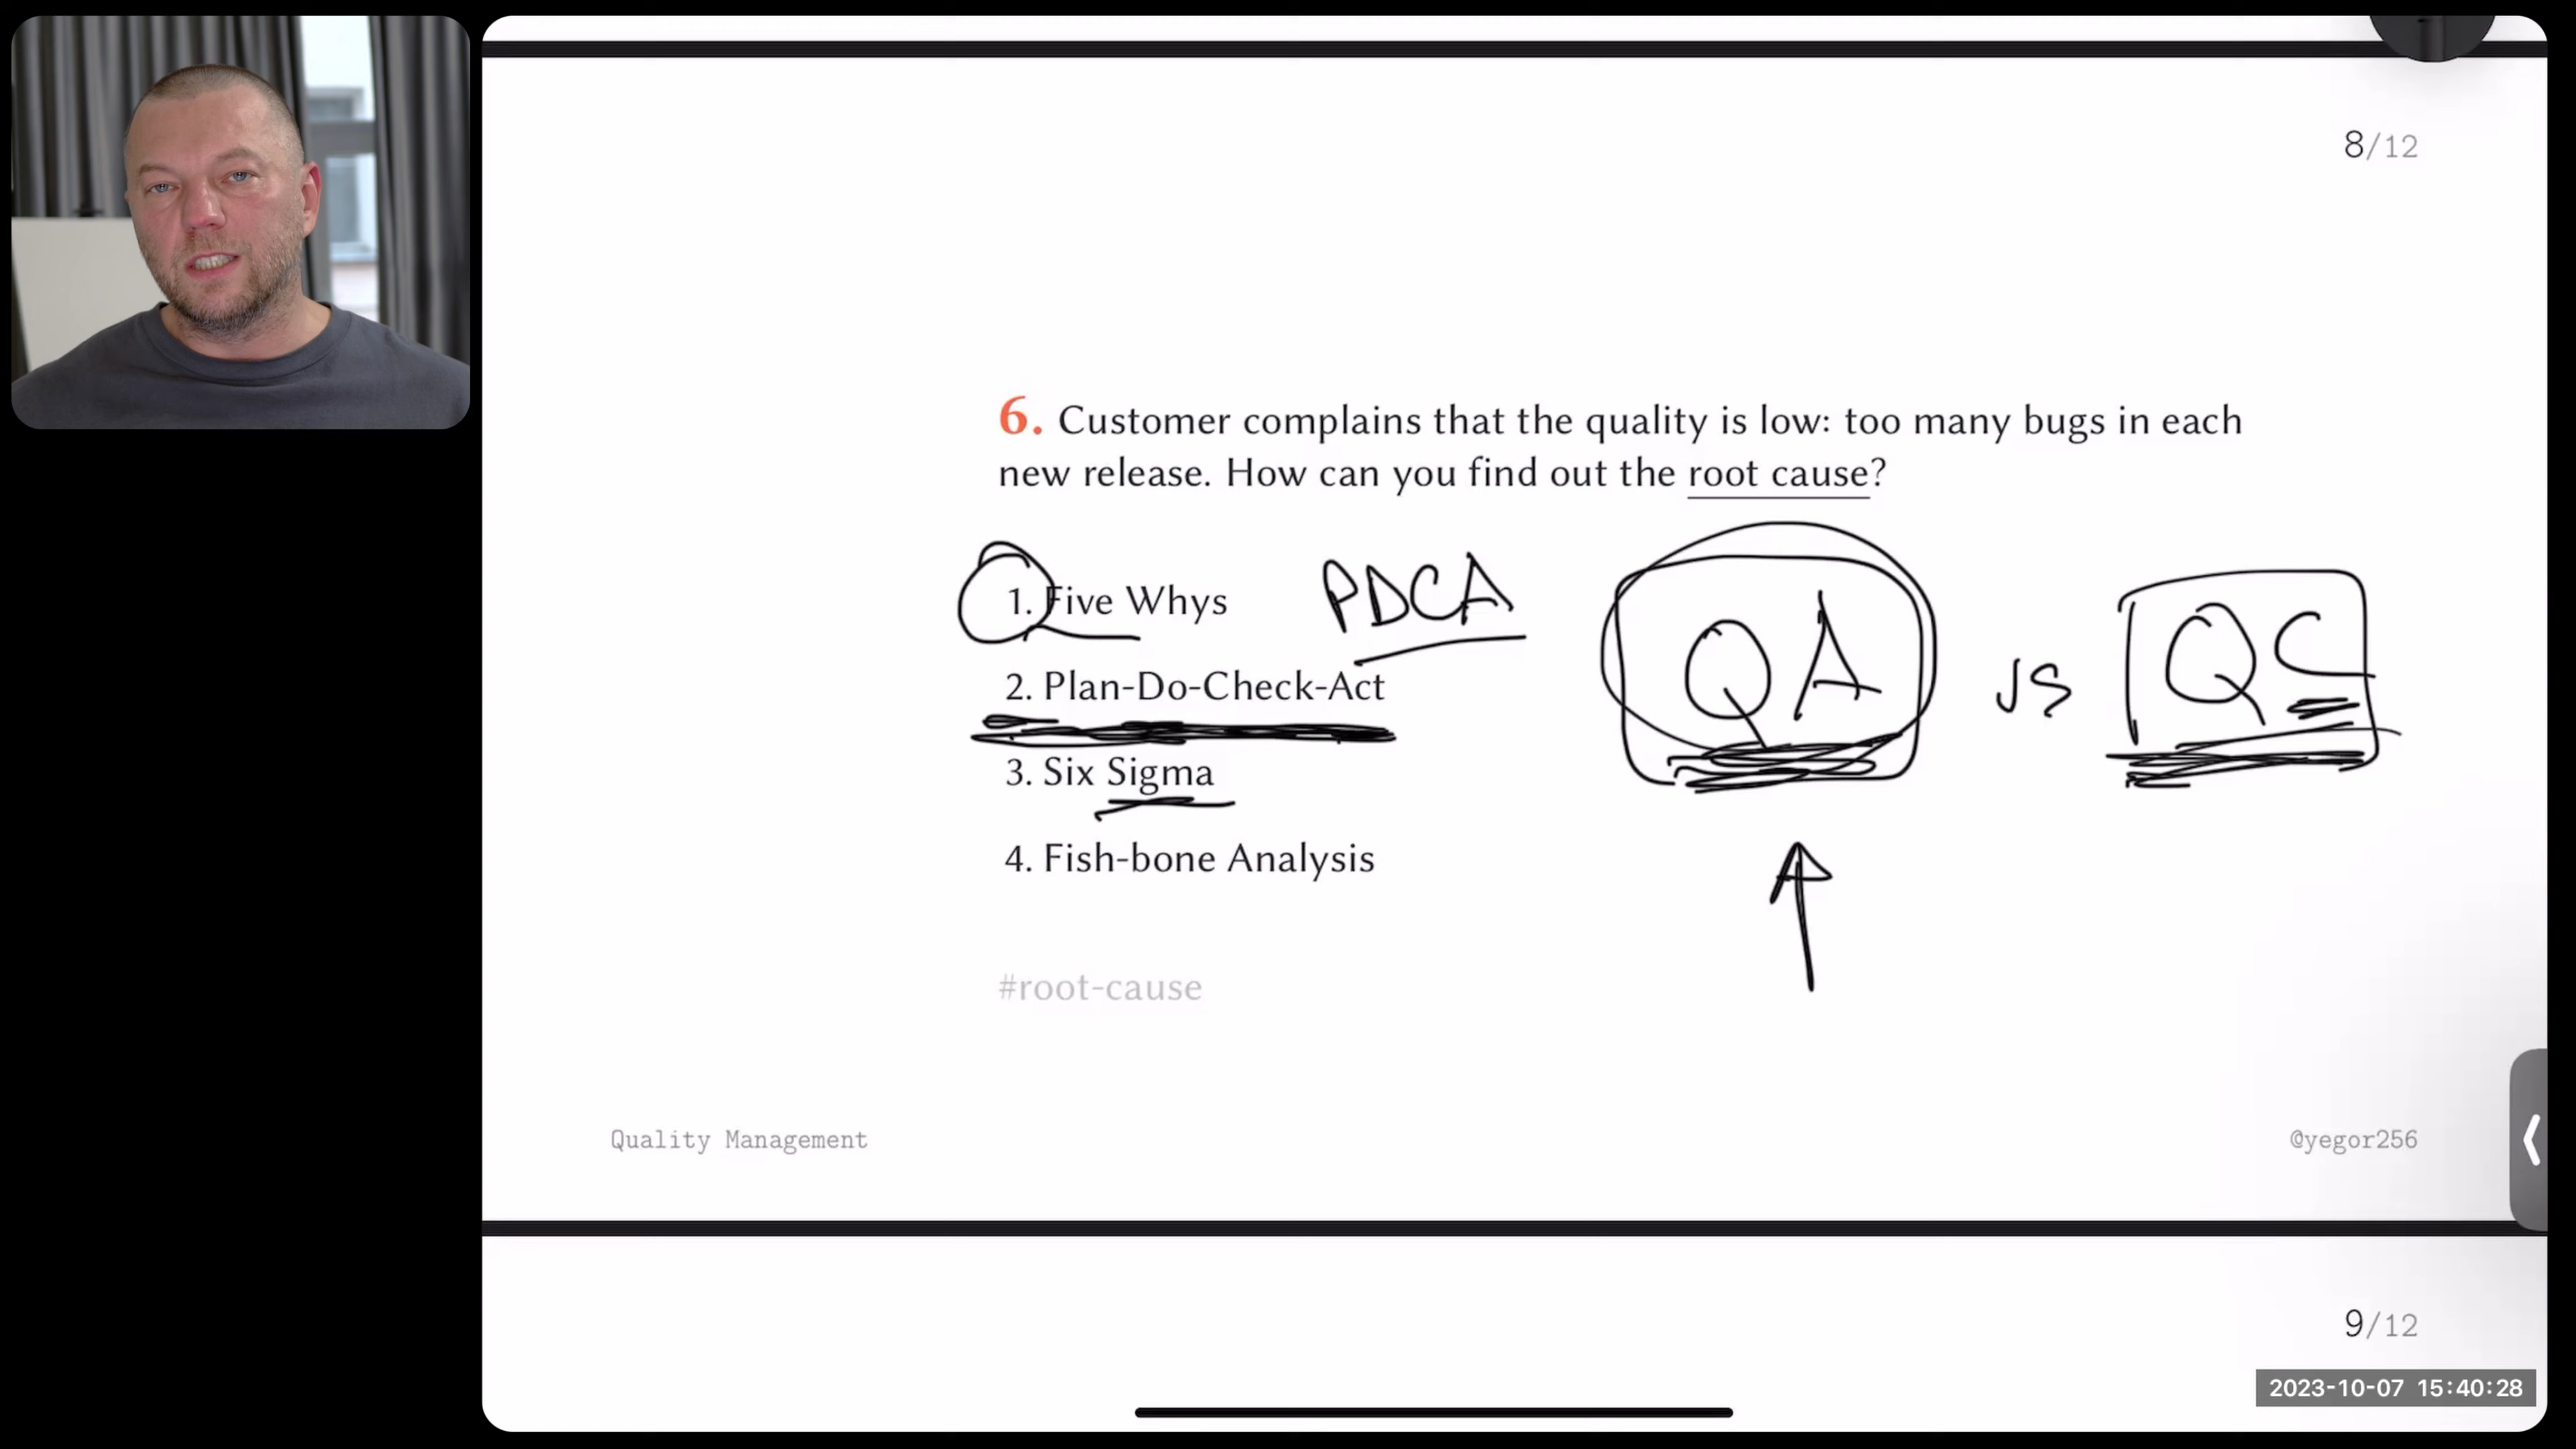 8/12
6. Customer complains that the quality is low: too many bugs in each
new release. How can you find out the root cause?
1. Five Whys
PDCA
2. Plan-Do-Check-Act
3. Six Sigma
4. Fish-bone Analysis
QA vs QC
#root-cause
Quality Management
@yegor256
9/12
2023-10-07 15:40:28